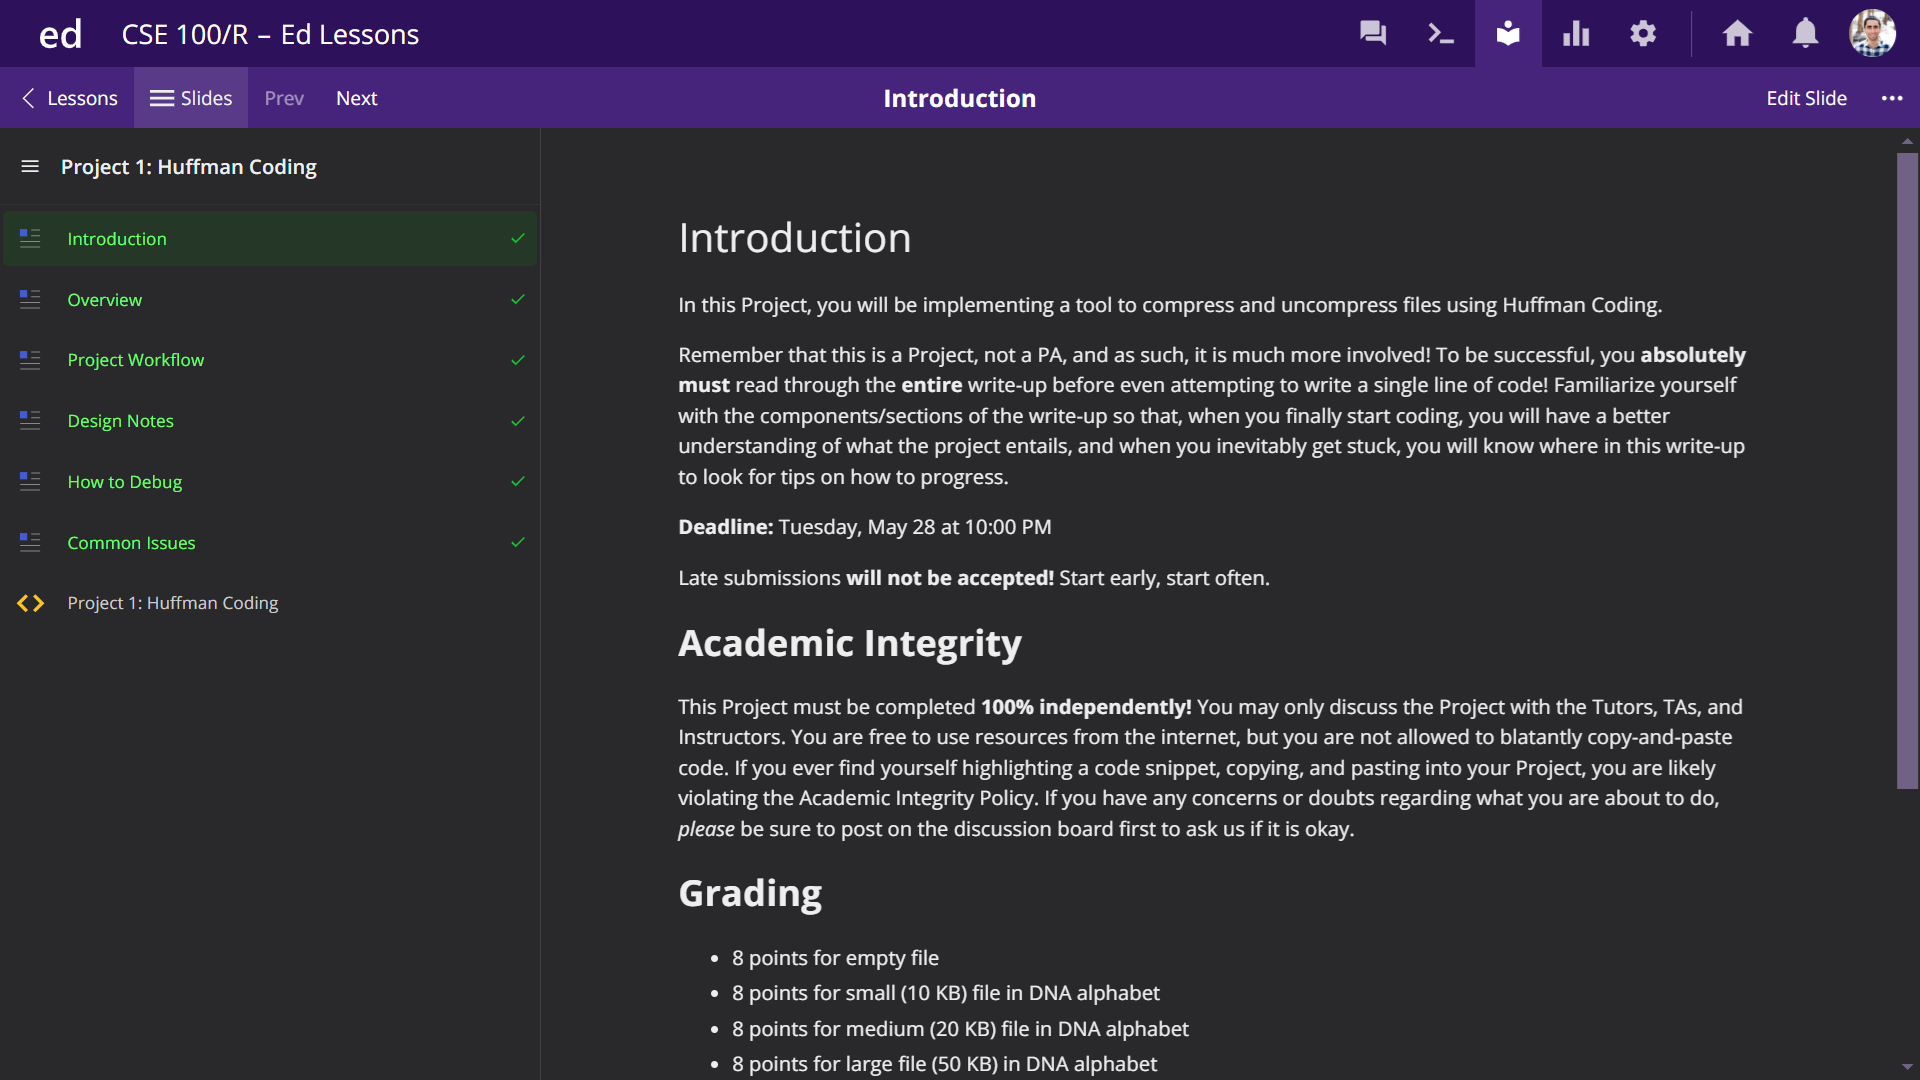 ed CSE 100/R – Ed Lessons
Lessons Slides Prev Next Introduction Edit Slide
Project 1: Huffman Coding
Introduction
Overview
Project Workflow
Design Notes
How to Debug
Common Issues
Project 1: Huffman Coding
Introduction
In this Project, you will be implementing a tool to compress and uncompress files using Huffman Coding.
Remember that this is a Project, not a PA, and as such, it is much more involved! To be successful, you absolutely
must read through the entire write-up before even attempting to write a single line of code! Familiarize yourself
with the components/sections of the write-up so that, when you finally start coding, you will have a better
understanding of what the project entails, and when you inevitably get stuck, you will know where in this write-up
to look for tips on how to progress.
Deadline: Tuesday, May 28 at 10:00 PM
Late submissions will not be accepted! Start early, start often.
Academic Integrity
This Project must be completed 100% independently! You may only discuss the Project with the Tutors, TAs, and
Instructors. You are free to use resources from the internet, but you are not allowed to blatantly copy-and-paste
code. If you ever find yourself highlighting a code snippet, copying, and pasting into your Project, you are likely
violating the Academic Integrity Policy. If you have any concerns or doubts regarding what you are about to do,
please be sure to post on the discussion board first to ask us if it is okay.
Grading
• 8 points for empty file
• 8 points for small (10 KB) file in DNA alphabet
• 8 points for medium (20 KB) file in DNA alphabet
• 8 points for large file (50 KB) in DNA alphabet